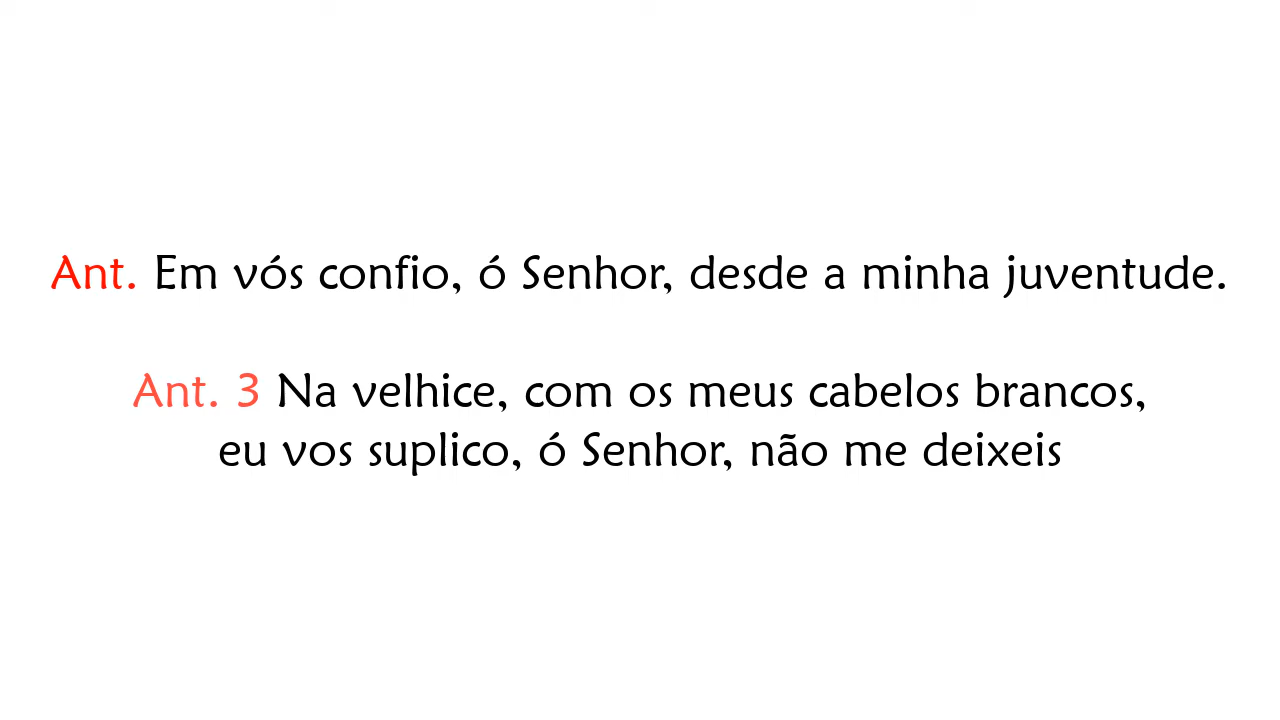 Ant. Em vós confio, ó Senhor, desde a minha juventude.
Ant. 3 Na velhice, com os meus cabelos brancos,
eu vos suplico, ó Senhor, não me deixeis